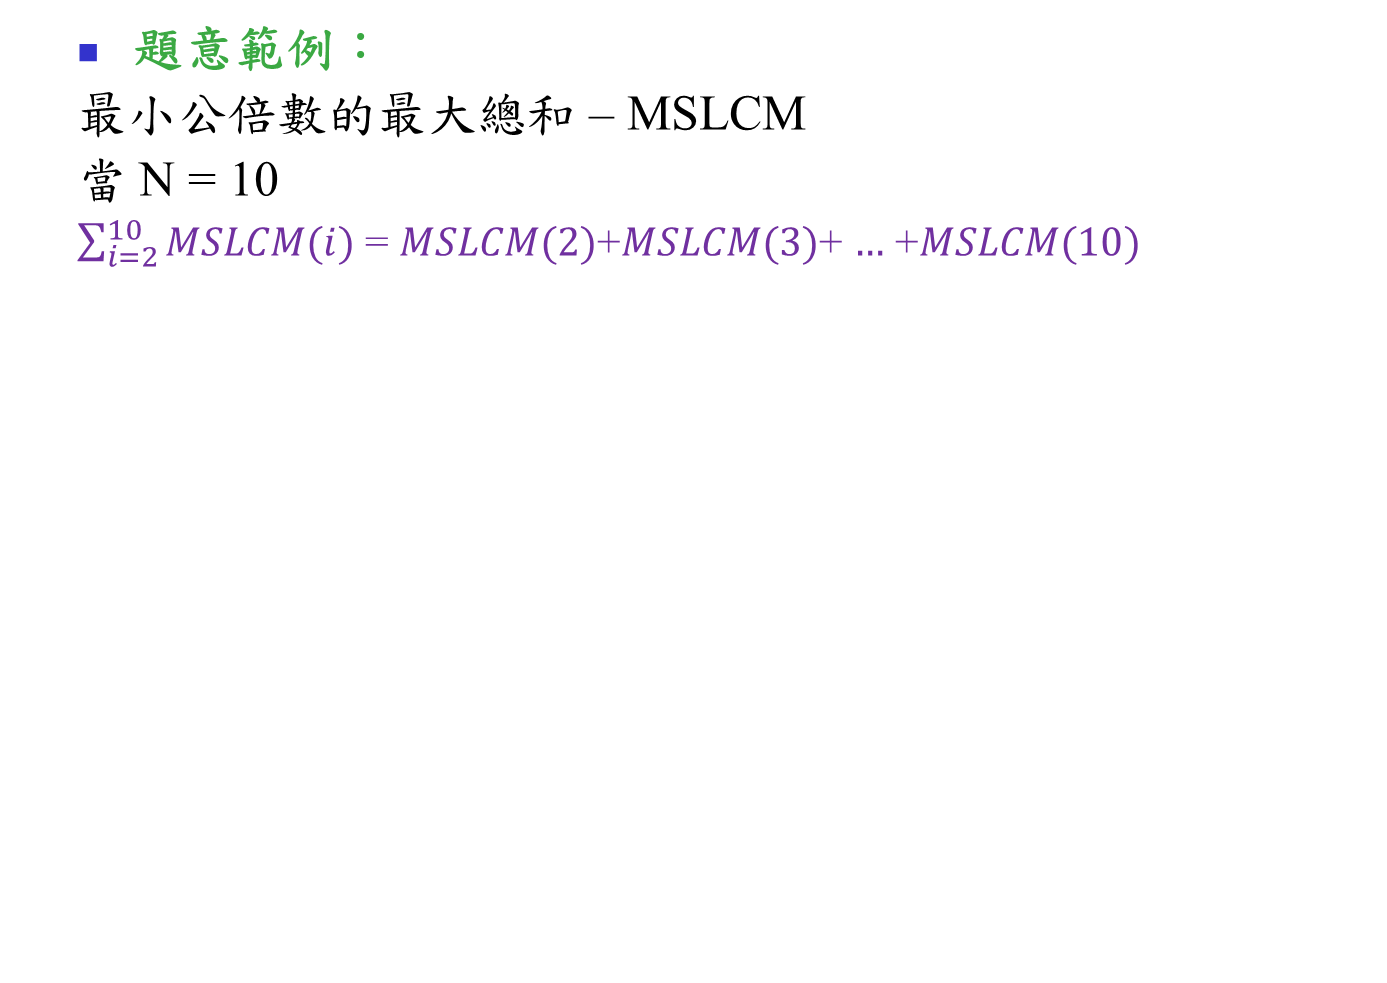 題意範例：
最小公倍數的最大總和 – MSLCM
當 N = 10
∑_{i=2}^{10} MSLCM(i) = MSLCM(2)+MSLCM(3)+ … +MSLCM(10)